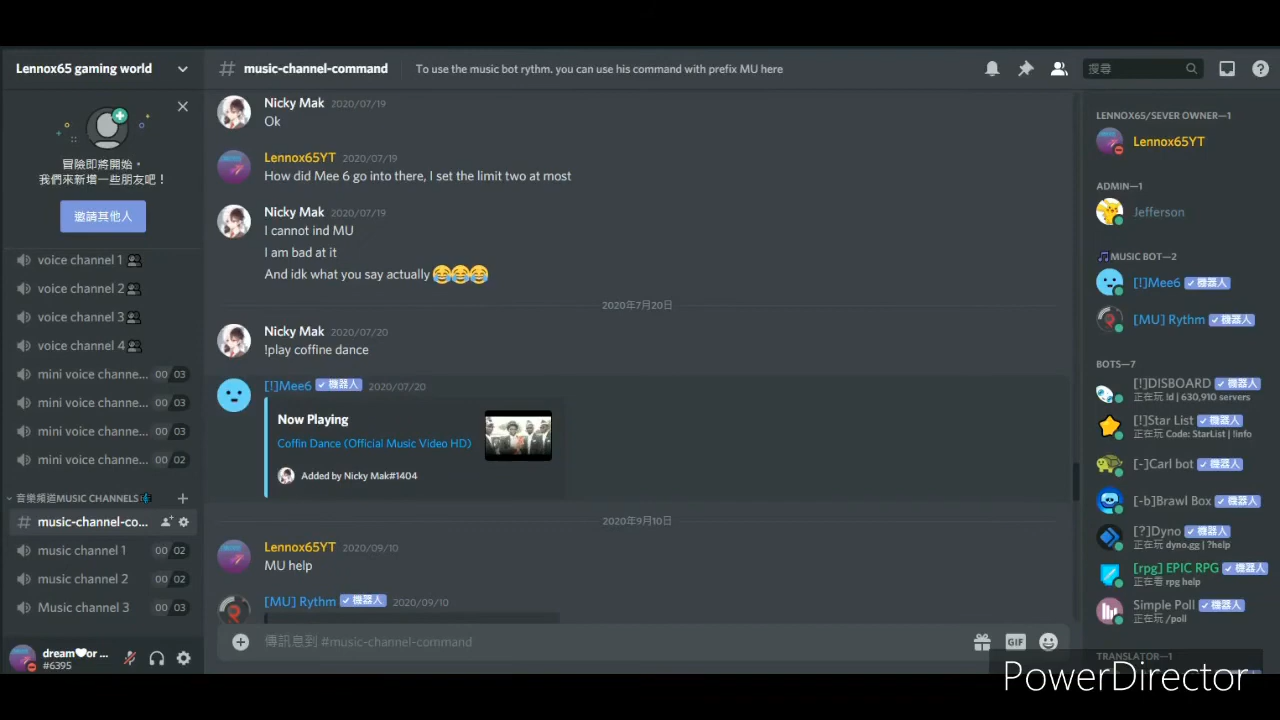 Lennox65 gaming world
冒險即將開始。
我們來新增一些朋友吧！
邀請其他人
voice channel 1
voice channel 2
voice channel 3
voice channel 4
mini voice channe... 00 03
mini voice channe... 00 03
mini voice channe... 00 03
mini voice channe... 00 02
音樂頻道MUSIC CHANNELS
# music-channel-co...
music channel 1 00 02
music channel 2 00 02
Music channel 3 00 03
dream🤍or ...
#6395
# music-channel-command To use the music bot rythm. you can use his command with prefix MU here
搜尋
Nicky Mak 2020/07/19
Ok
Lennox65YT 2020/07/19
How did Mee 6 go into there, I set the limit two at most
Nicky Mak 2020/07/19
I cannot ind MU
I am bad at it
And idk what you say actually 😂😂😂
2020年7月20日
Nicky Mak 2020/07/20
!play coffine dance
[!]Mee6 ✓機器人 2020/07/20
Now Playing
Coffin Dance (Official Music Video HD)
Added by Nicky Mak#1404
2020年9月10日
Lennox65YT 2020/09/10
MU help
[MU] Rythm ✓機器人 2020/09/10
傳訊息到 #music-channel-command
GIF
LENNOX65/SEVER OWNER—1
Lennox65YT
ADMIN—1
Jefferson
🎵MUSIC BOT—2
[!]Mee6 ✓機器人
[MU] Rythm ✓機器人
BOTS—7
[!]DISBOARD ✓機器人
正在玩 !d | 630,910 servers
[!]Star List ✓機器人
正在玩 Code: StarList | !info
[-]Carl bot ✓機器人
[-b]Brawl Box ✓機器人
[?]Dyno ✓機器人
正在玩 dyno.gg | ?help
[rpg] EPIC RPG ✓機器人
正在看 rpg help
Simple Poll ✓機器人
正在玩 /poll
TRANSLATOR—1
PowerDirector